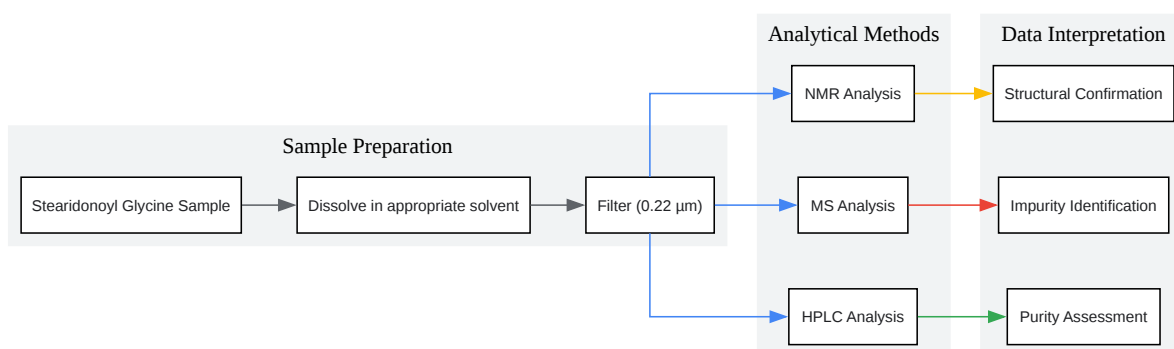 Analytical Methods
Data Interpretation
NMR Analysis
Structural Confirmation
Sample Preparation
Stearidonoyl Glycine Sample
Dissolve in appropriate solvent
Filter (0.22 µm)
MS Analysis
Impurity Identification
HPLC Analysis
Purity Assessment